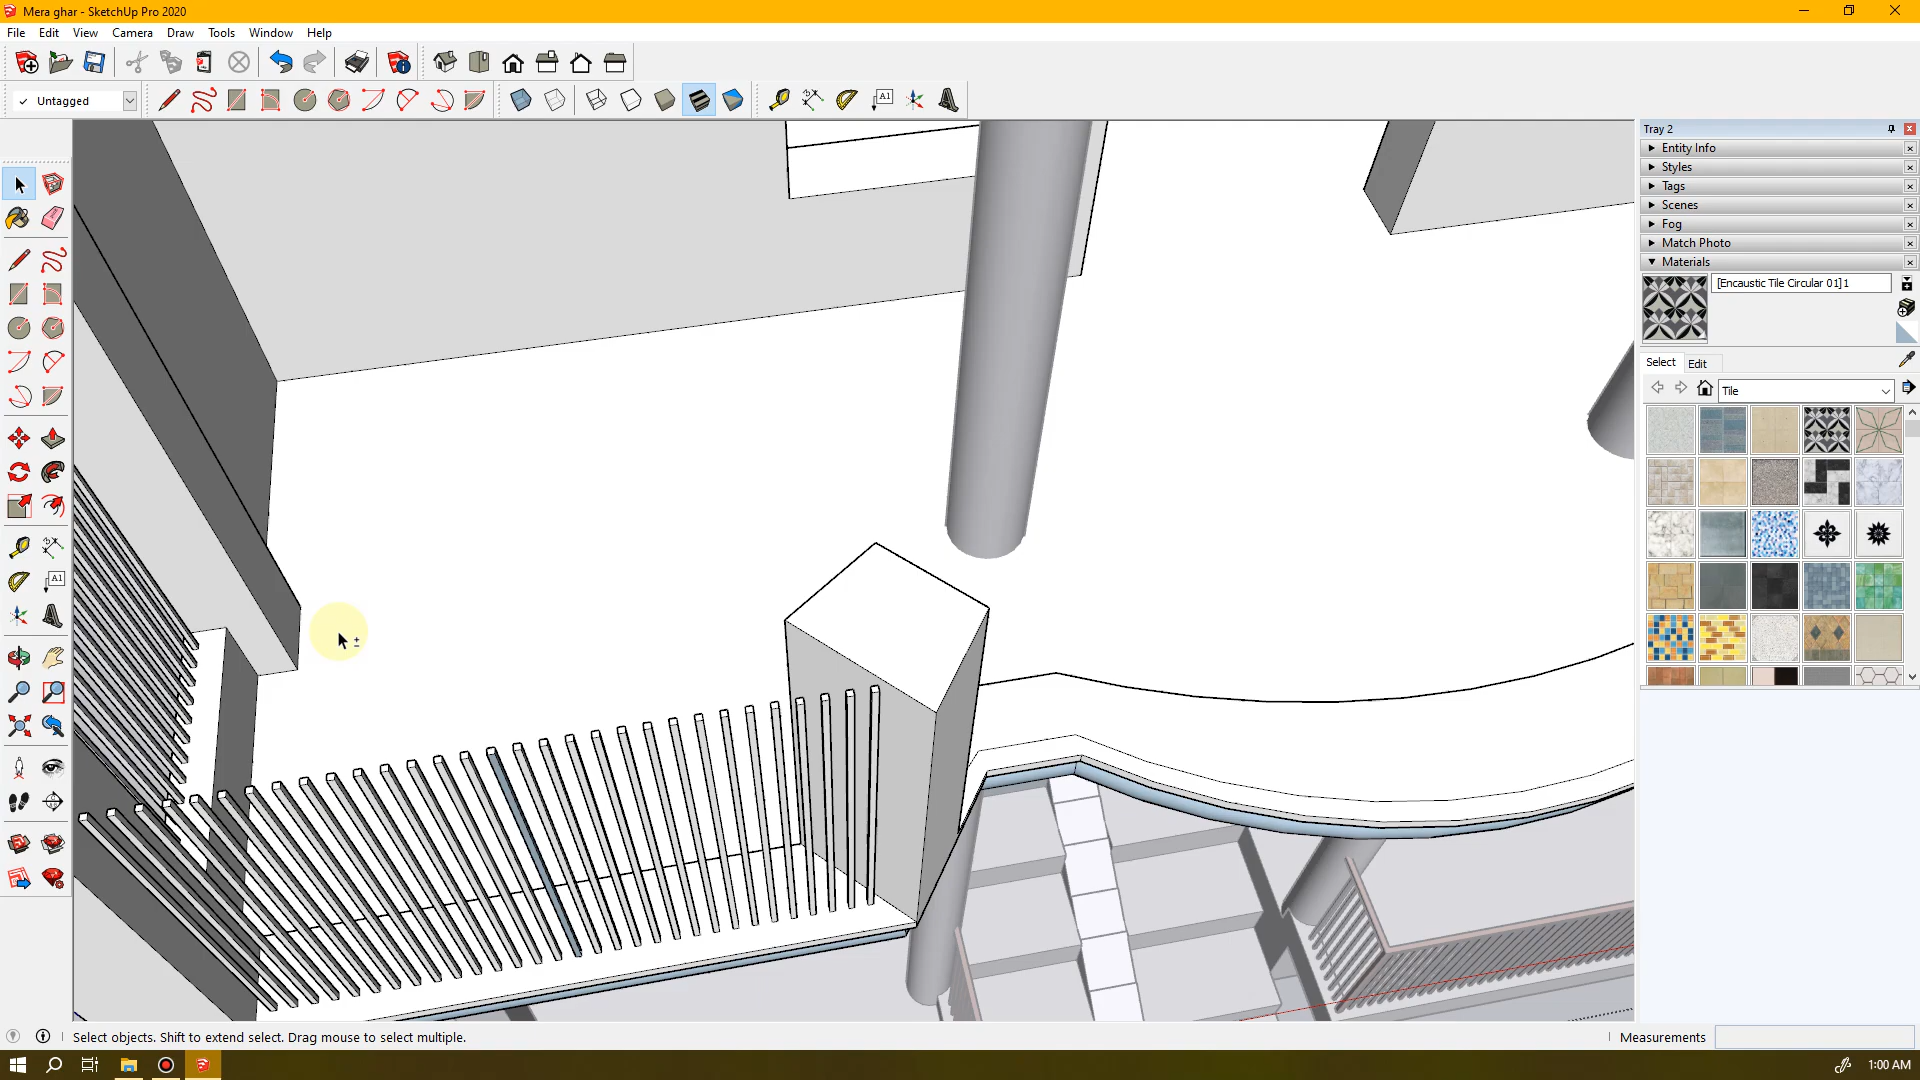 Mera ghar - SketchUp Pro 2020
File Edit View Camera Draw Tools Window Help
✓ Untagged
A1
Tray 2
Entity Info
Styles
Tags
Scenes
Fog
Match Photo
Materials
[Encaustic Tile Circular 01]1
Select Edit
Tile
A1
Select objects. Shift to extend select. Drag mouse to select multiple.
Measurements
1:00 AM